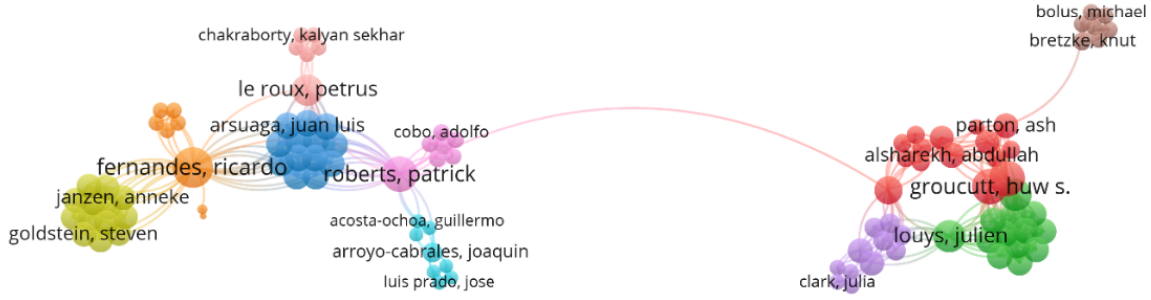 bolus, michael
bretzke, knut
chakraborty, kalyan sekhar
le roux, petrus
arsuaga, juan luis
cobo, adolfo
parton, ash
fernandes, ricardo
roberts, patrick
alsharekh, abdullah
groucutt, huw s.
janzen, anneke
goldstein, steven
acosta-ochoa, guillermo
louys, julien
arroyo-cabrales, joaquin
luis prado, jose
clark, julia